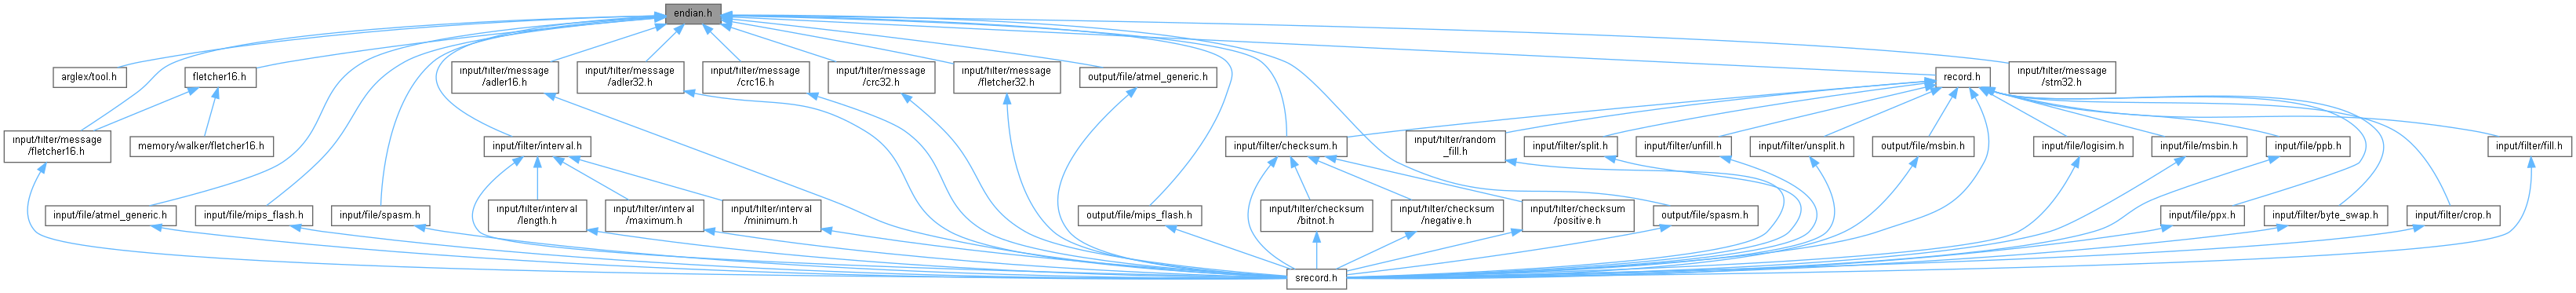 endian.h
arglex/tool.h
fletcher16.h
input/filter/message
/adler16.h
input/filter/message
/adler32.h
input/filter/message
/crc16.h
input/filter/message
/crc32.h
input/filter/message
/fletcher32.h
output/file/atmel_generic.h
record.h
input/filter/message
/stm32.h
input/filter/message
/fletcher16.h
memory/walker/fletcher16.h
input/filter/interval.h
input/filter/checksum.h
input/filter/random
_fill.h
input/filter/split.h
input/filter/unfill.h
input/filter/unsplit.h
output/file/msbin.h
input/file/logisim.h
input/file/msbin.h
input/file/ppb.h
input/filter/fill.h
input/file/atmel_generic.h
input/file/mips_flash.h
input/file/spasm.h
input/filter/interval
/length.h
input/filter/interval
/maximum.h
input/filter/interval
/minimum.h
output/file/mips_flash.h
input/filter/checksum
/bitnot.h
input/filter/checksum
/negative.h
input/filter/checksum
/positive.h
output/file/spasm.h
input/file/ppx.h
input/filter/byte_swap.h
input/filter/crop.h
srecord.h